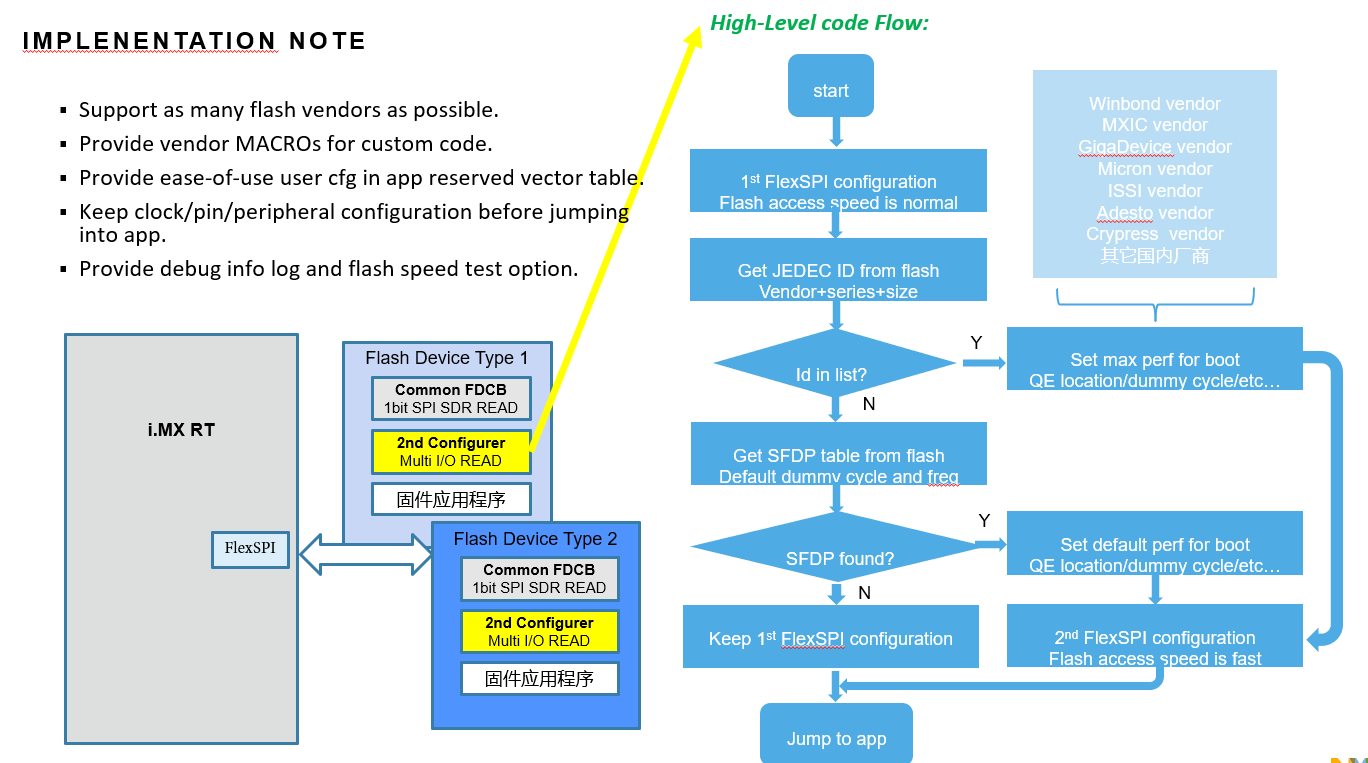 IMPLENENTATION NOTE
▪ Support as many flash vendors as possible.
▪ Provide vendor MACROs for custom code.
▪ Provide ease-of-use user cfg in app reserved vector table.
▪ Keep clock/pin/peripheral configuration before jumping
into app.
▪ Provide debug info log and flash speed test option.
i.MX RT
FlexSPI
Flash Device Type 1
Common FDCB
1bit SPI SDR READ
2nd Configurer
Multi I/O READ
固件应用程序
Flash Device Type 2
Common FDCB
1bit SPI SDR READ
2nd Configurer
Multi I/O READ
固件应用程序
High-Level code Flow:
start
1st FlexSPI configuration
Flash access speed is normal
Get JEDEC ID from flash
Vendor+series+size
Id in list?
Y
N
Winbond vendor
MXIC vendor
GigaDevice vendor
Micron vendor
ISSI vendor
Adesto vendor
Crypress vendor
其它国内厂商
Set max perf for boot
QE location/dummy cycle/etc…
Get SFDP table from flash
Default dummy cycle and freq
SFDP found?
Y
N
Set default perf for boot
QE location/dummy cycle/etc…
Keep 1st FlexSPI configuration
2nd FlexSPI configuration
Flash access speed is fast
Jump to app